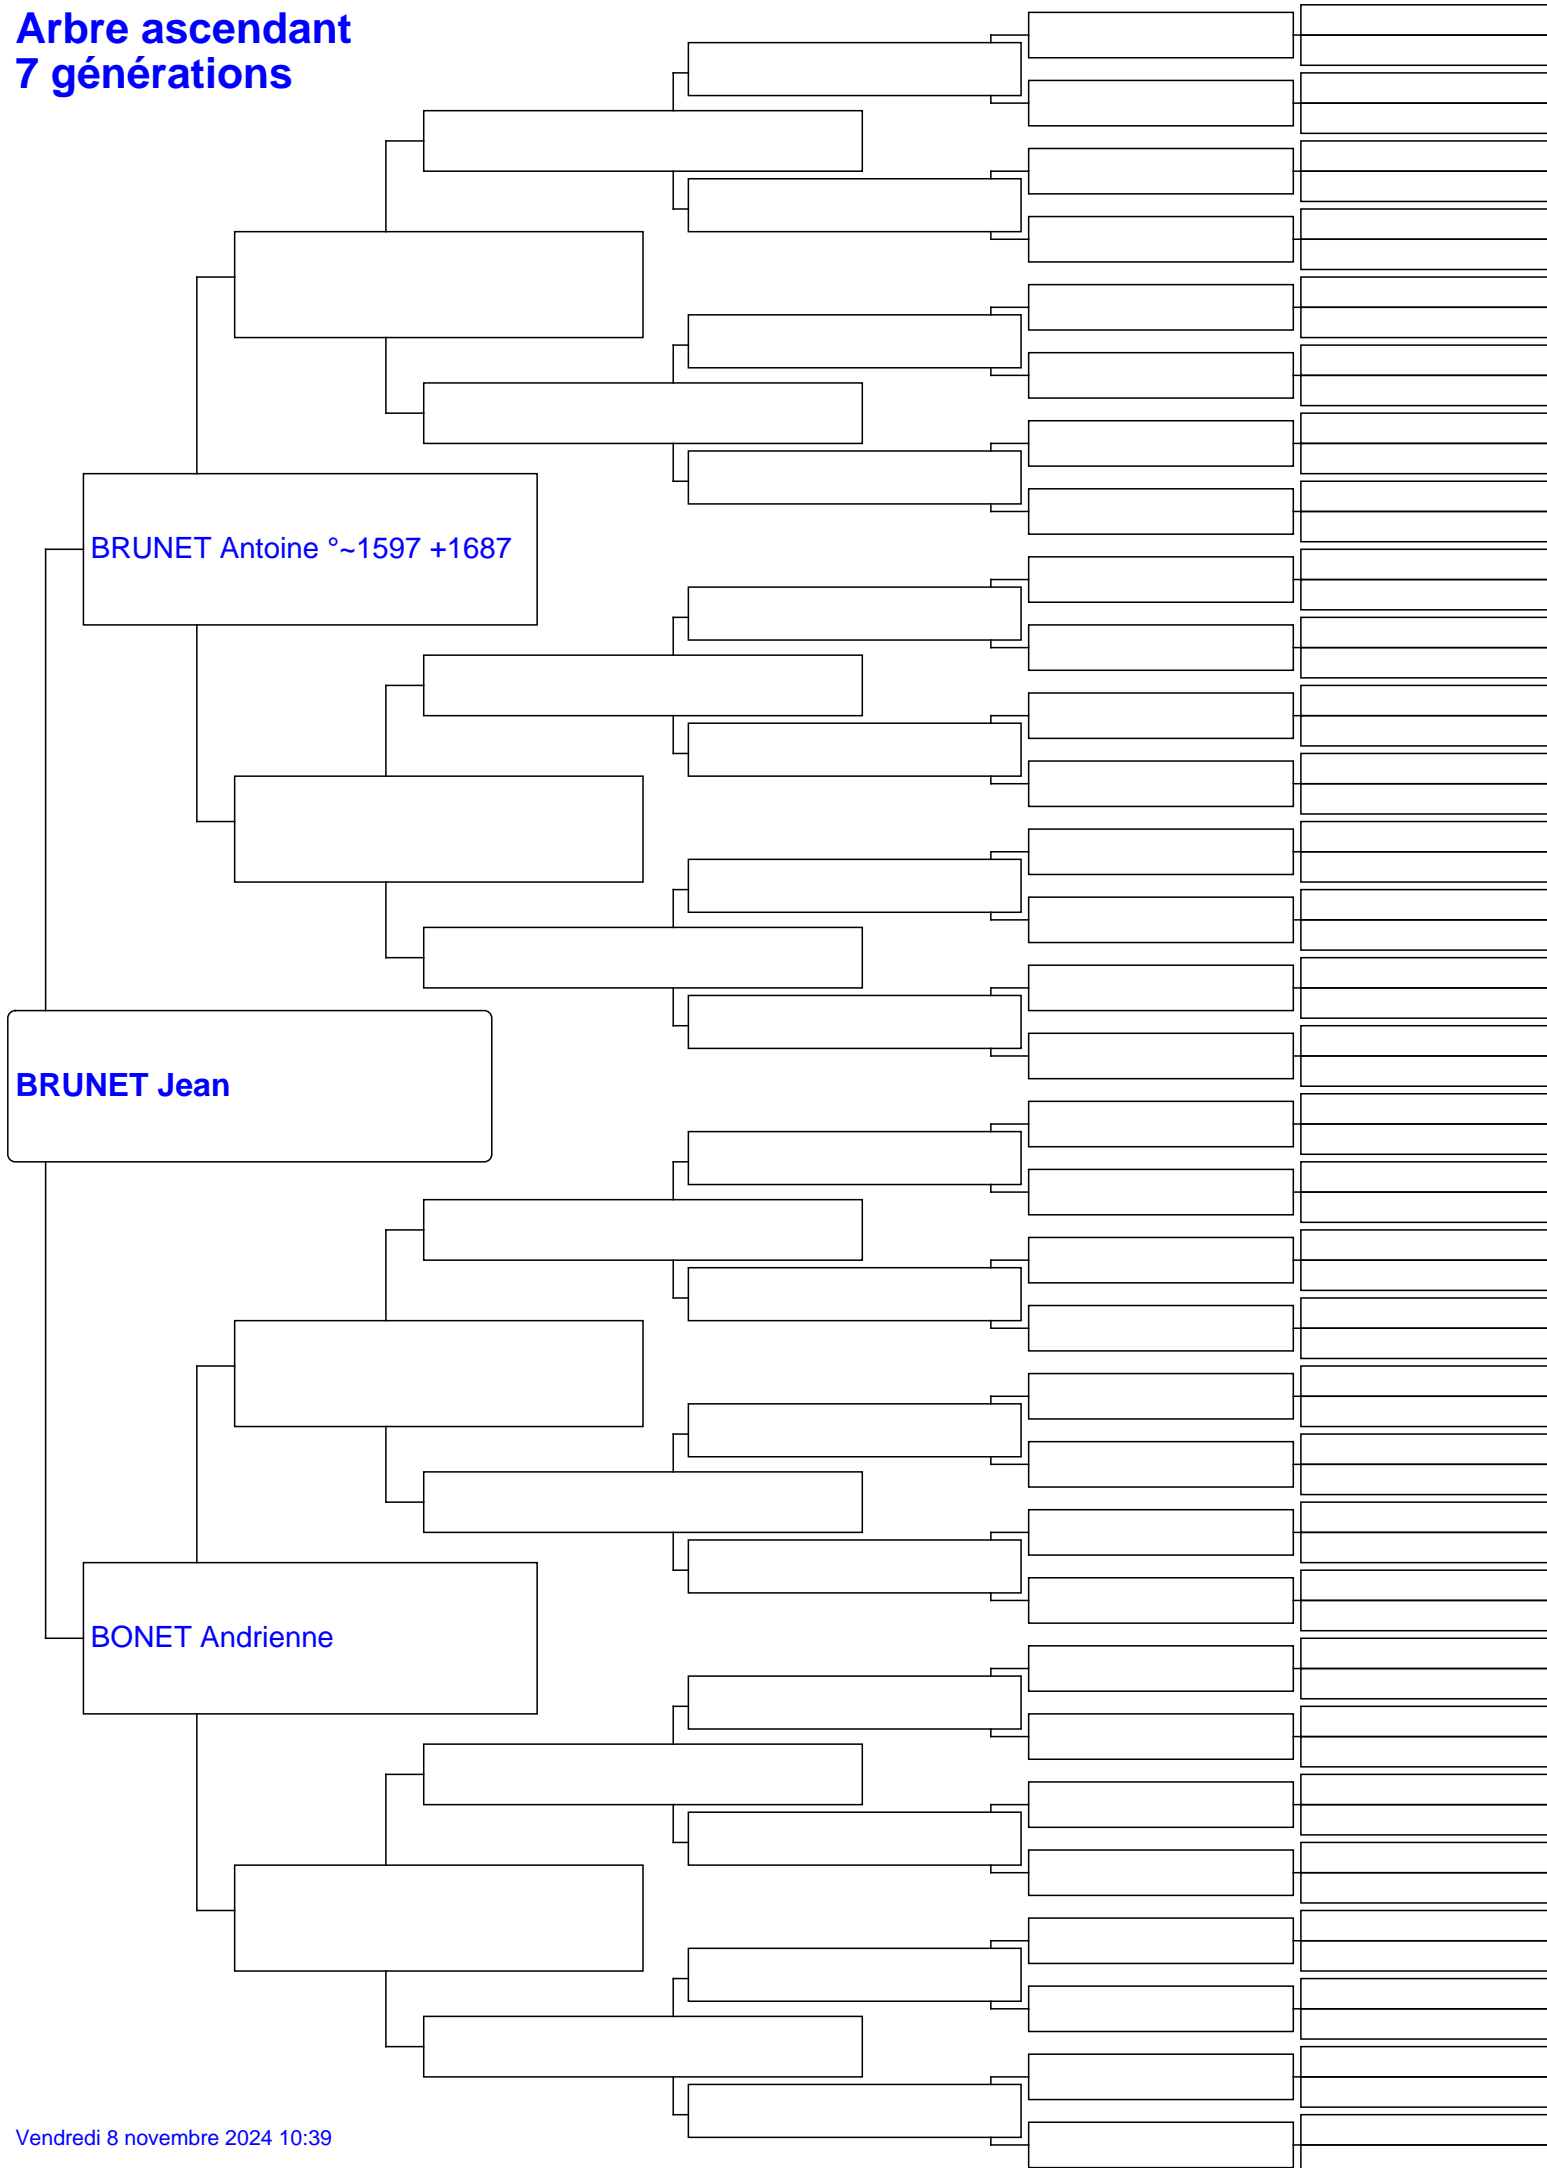 Arbre ascendant
7 générations
BRUNET Antoine °~1597 +1687
BRUNET Jean
BONET Andrienne
Vendredi 8 novembre 2024 10:39